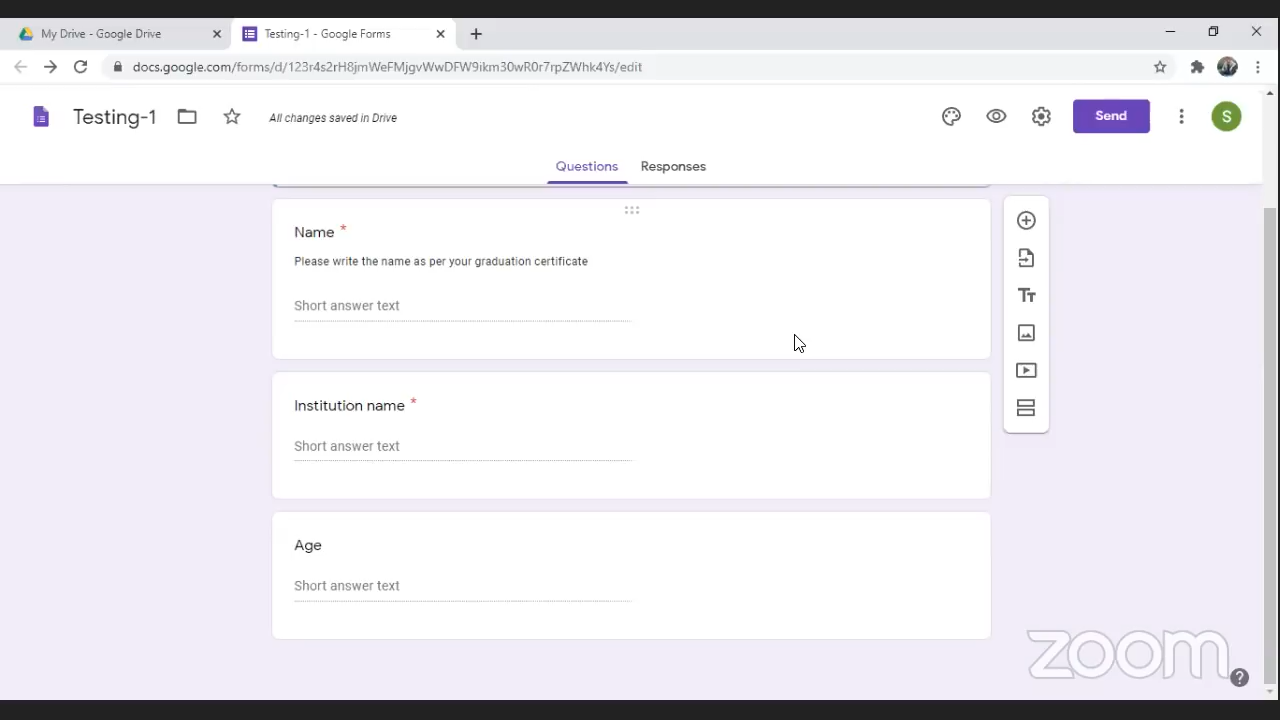 My Drive - Google Drive
Testing-1 - Google Forms
docs.google.com/forms/d/123r4s2rH8jmWeFMjgvWwDFW9ikm30wR0r7rpZWhk4Ys/edit
Testing-1
All changes saved in Drive
Send
S
Questions
Responses
Name *
Please write the name as per your graduation certificate
Short answer text
Institution name *
Short answer text
Age
Short answer text
zoom